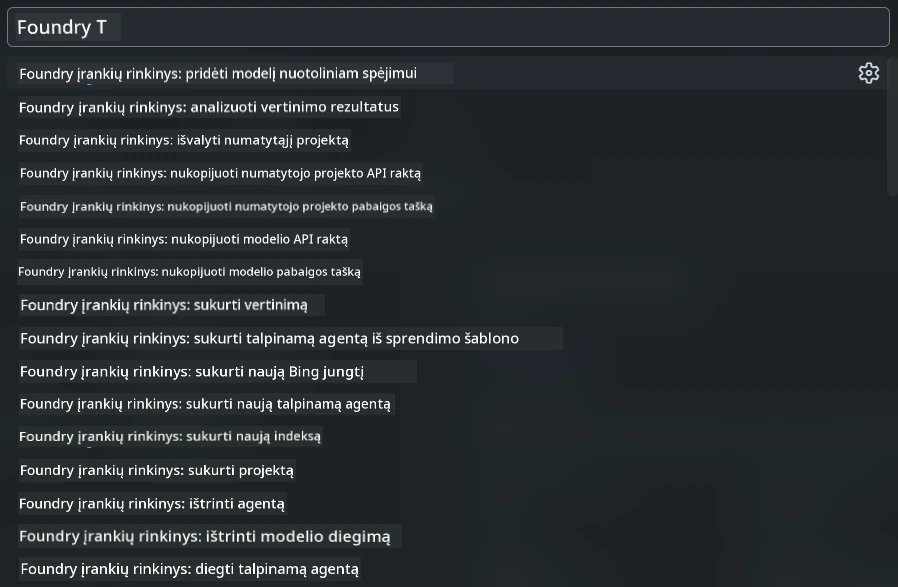 Foundry T
Foundry įrankių rinkinys: pridėti modelį nuotoliniam spėjimui
Foundry įrankių rinkinys: analizuoti vertinimo rezultatus
Foundry įrankių rinkinys: išvalyti numatytąjį projektą
Foundry įrankių rinkinys: nukopijuoti numatytojo projekto API raktą
Foundry įrankių rinkinys: nukopijuoti numatytojo projekto pabaigos tašką
Foundry įrankių rinkinys: nukopijuoti modelio API raktą
Foundry įrankių rinkinys: nukopijuoti modelio pabaigos tašką
Foundry įrankių rinkinys: sukurti vertinimą
Foundry įrankių rinkinys: sukurti talpinamą agentą iš sprendimo šablono
Foundry įrankių rinkinys: sukurti naują Bing jungtį
Foundry įrankių rinkinys: sukurti naują talpinamą agentą
Foundry įrankių rinkinys: sukurti naują indeksą
Foundry įrankių rinkinys: sukurti projektą
Foundry įrankių rinkinys: ištrinti agentą
Foundry įrankių rinkinys: ištrinti modelio diegimą
Foundry įrankių rinkinys: diegti talpinamą agentą